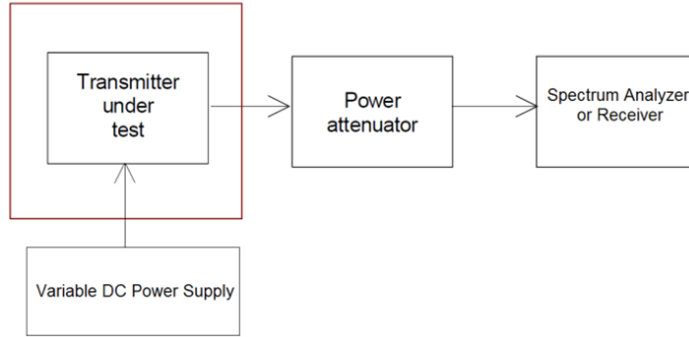 Transmitter
under
test
Power
attenuator
Spectrum Analyzer
or Receiver
Variable DC Power Supply